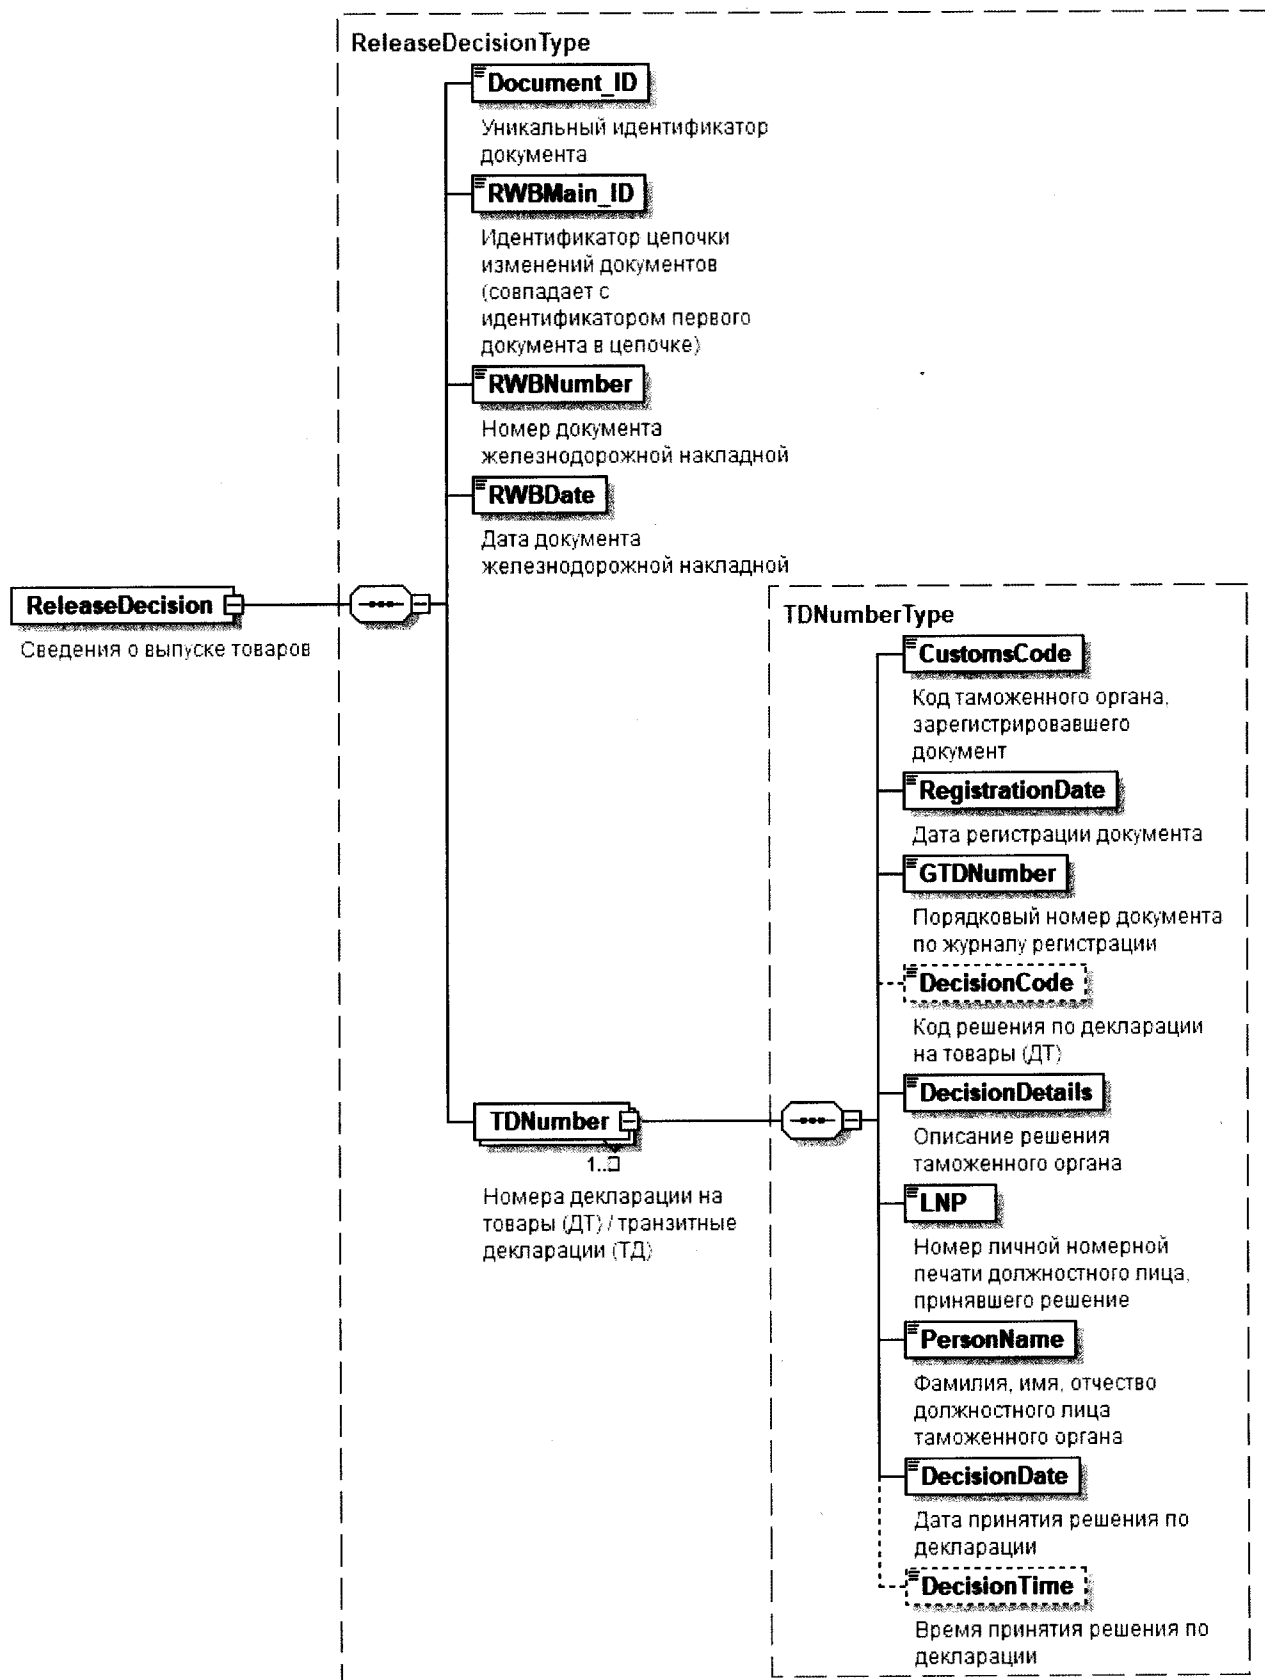 ReleaseDecisionType
Document_ID
Уникальный идентификатор
документа
RWBMain_ID
Идентификатор цепочки
изменений документов
(совпадает с
идентификатором первого
документа в цепочке)
RWBNumber
Номер документа
железнодорожной накладной
RWBDate
Дата документа
железнодорожной накладной
ReleaseDecision
Сведения о выпуске товаров
TDNumberType
CustomsCode
Код таможенного органа,
зарегистрировавшего
документ
RegistrationDate
Дата регистрации документа
GTDNumber
Порядковый номер документа
по журналу регистрации
DecisionCode
Код решения по декларации
на товары (ДТ)
DecisionDetails
Описание решения
таможенного органа
TDNumber
1..□
Номера декларации на
товары (ДТ) / транзитные
декларации (ТД)
LNP
Номер личной номерной
печати должностного лица,
принявшего решение
PersonName
Фамилия, имя, отчество
должностного лица
таможенного органа
DecisionDate
Дата принятия решения по
декларации
DecisionTime
Время принятия решения по
декларации